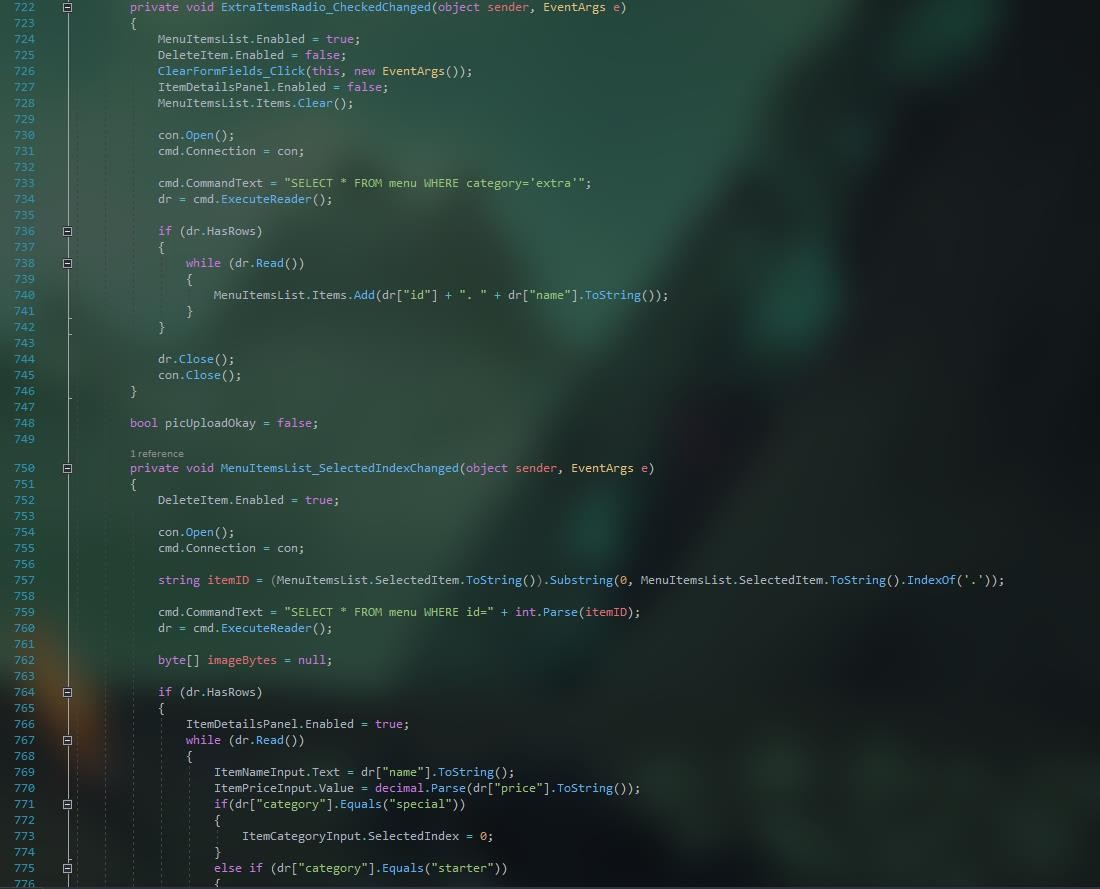 722 private void ExtraItemsRadio_CheckedChanged(object sender, EventArgs e)
723 {
724 MenuItemsList.Enabled = true;
725 DeleteItem.Enabled = false;
726 ClearFormFields_Click(this, new EventArgs());
727 ItemDetailsPanel.Enabled = false;
728 MenuItemsList.Items.Clear();
729
730 con.Open();
731 cmd.Connection = con;
732
733 cmd.CommandText = "SELECT * FROM menu WHERE category='extra'";
734 dr = cmd.ExecuteReader();
735
736 if (dr.HasRows)
737 {
738 while (dr.Read())
739 {
740 MenuItemsList.Items.Add(dr["id"] + ". " + dr["name"].ToString());
741 }
742 }
743
744 dr.Close();
745 con.Close();
746 }
747
748 bool picUploadOkay = false;
749
1 reference
750 private void MenuItemsList_SelectedIndexChanged(object sender, EventArgs e)
751 {
752 DeleteItem.Enabled = true;
753
754 con.Open();
755 cmd.Connection = con;
756
757 string itemID = (MenuItemsList.SelectedItem.ToString()).Substring(0, MenuItemsList.SelectedItem.ToString().IndexOf('.'));
758
759 cmd.CommandText = "SELECT * FROM menu WHERE id=" + int.Parse(itemID);
760 dr = cmd.ExecuteReader();
761
762 byte[] imageBytes = null;
763
764 if (dr.HasRows)
765 {
766 ItemDetailsPanel.Enabled = true;
767 while (dr.Read())
768 {
769 ItemNameInput.Text = dr["name"].ToString();
770 ItemPriceInput.Value = decimal.Parse(dr["price"].ToString());
771 if(dr["category"].Equals("special"))
772 {
773 ItemCategoryInput.SelectedIndex = 0;
774 }
775 else if (dr["category"].Equals("starter"))
776 {